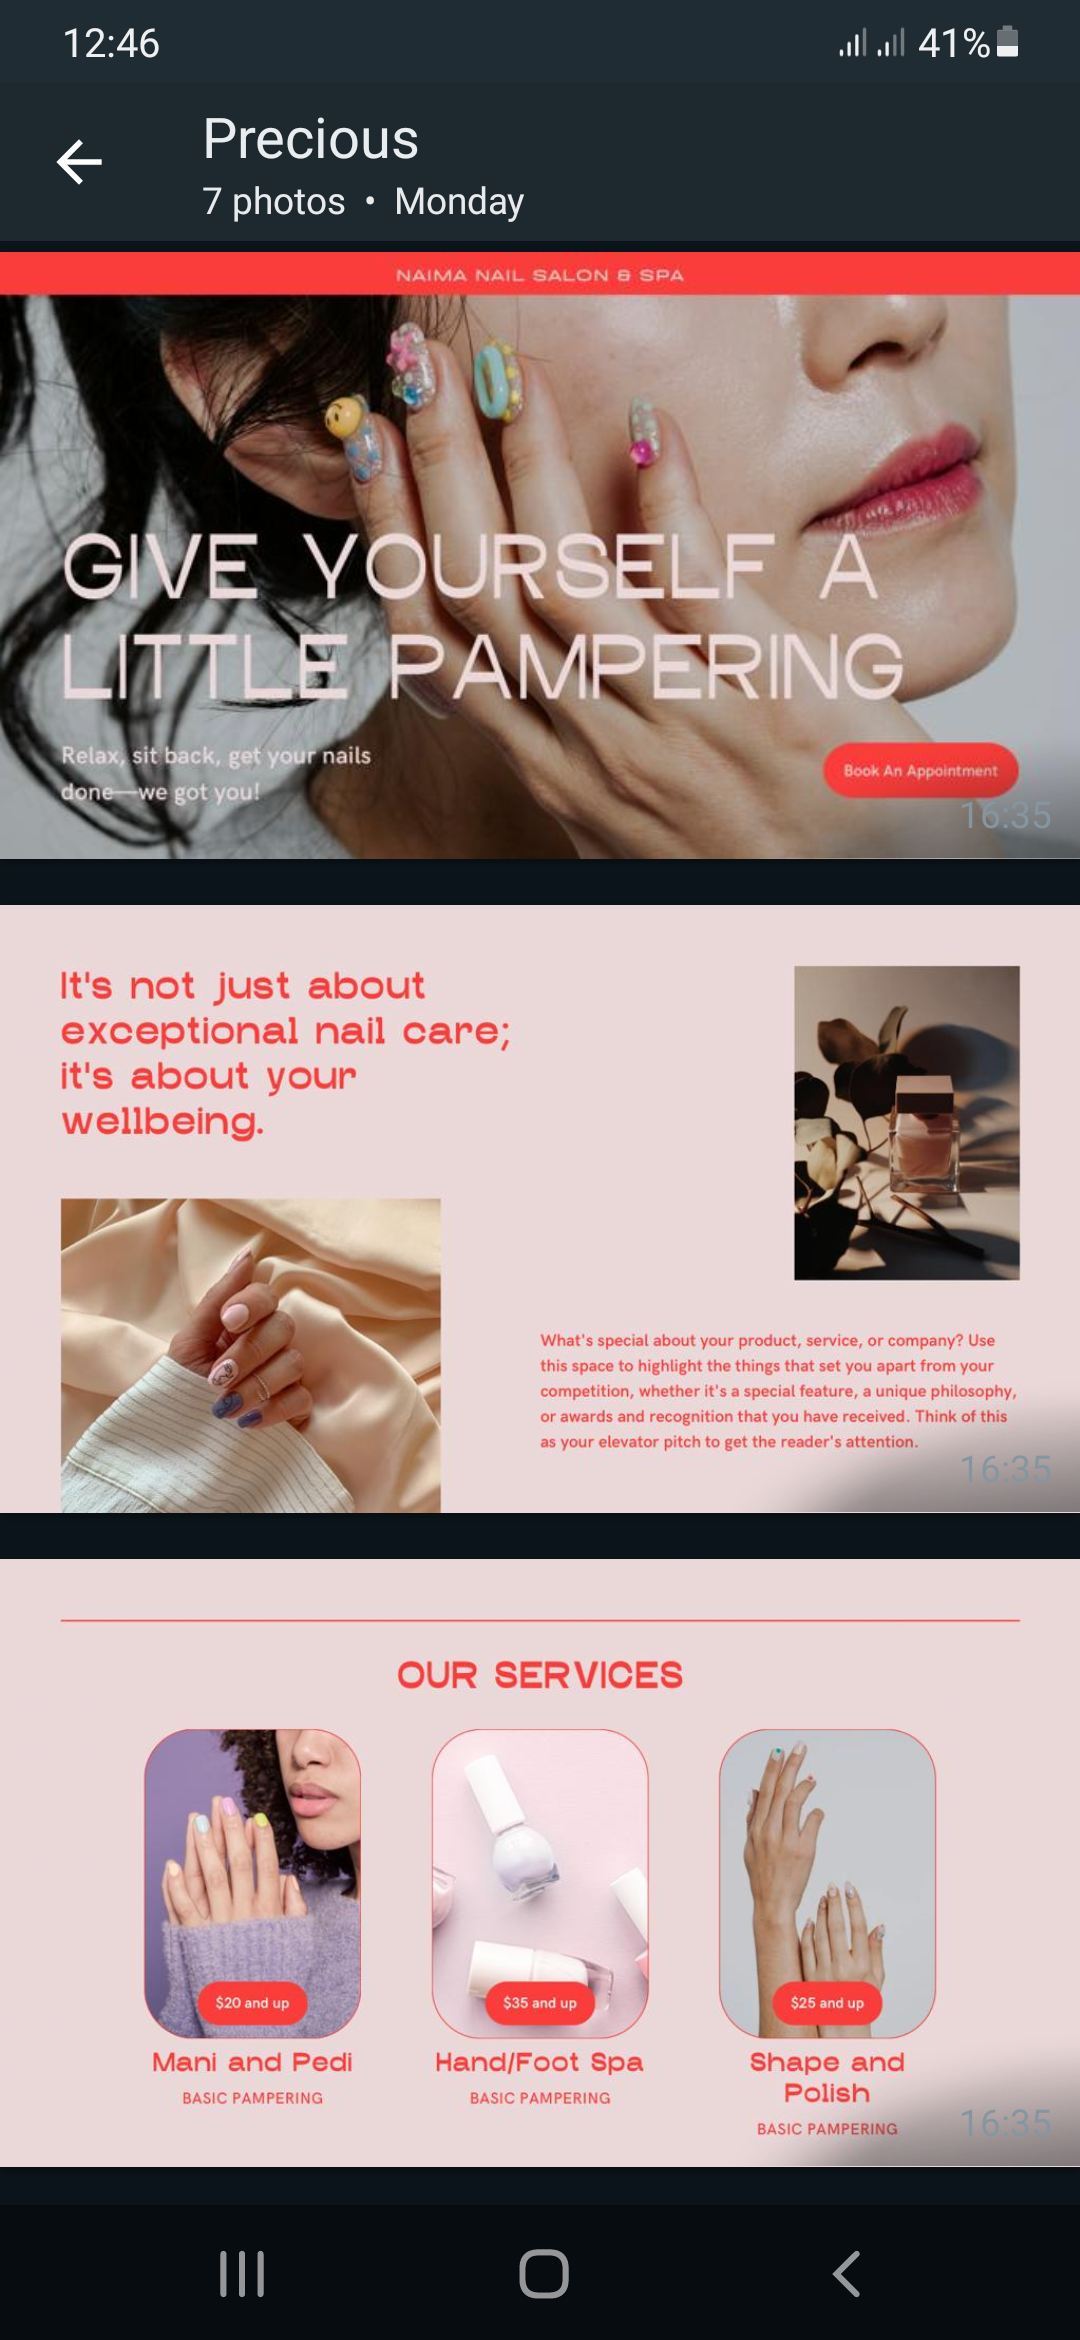 12:46
41%
Precious
7 photos • Monday
NAIMA NAIL SALON & SPA
GIVE YOURSELF A
LITTLE PAMPERING
Relax, sit back, get your nails
done—we got you!
Book An Appointment
16:35
It's not just about
exceptional nail care;
it's about your
wellbeing.
What's special about your product, service, or company? Use
this space to highlight the things that set you apart from your
competition, whether it's a special feature, a unique philosophy,
or awards and recognition that you have received. Think of this
as your elevator pitch to get the reader's attention.
16:35
OUR SERVICES
$20 and up
$35 and up
$25 and up
Mani and Pedi
BASIC PAMPERING
Hand/Foot Spa
BASIC PAMPERING
Shape and
Polish
BASIC PAMPERING
16:35